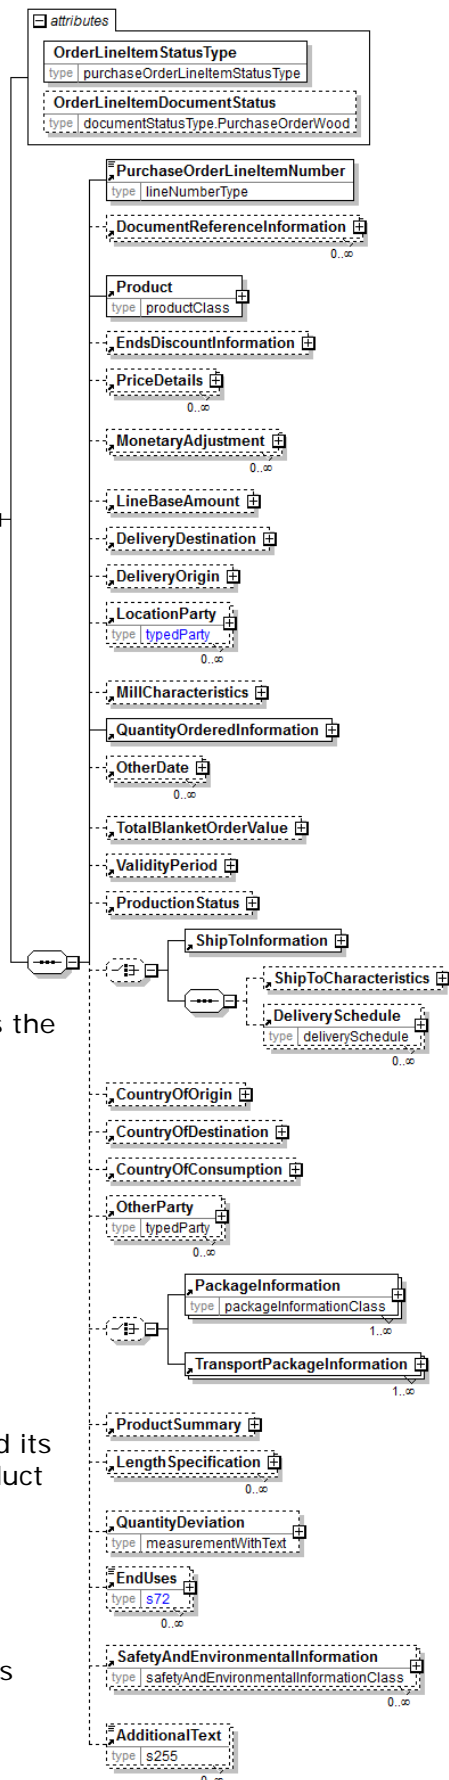 attributes
OrderLineItemStatusType
type purchaseOrderLineItemStatusType
OrderLineItemDocumentStatus
type documentStatusType.PurchaseOrderWood
PurchaseOrderLineItemNumber
type lineNumberType
DocumentReferenceInformation
0..∞
Product
type productClass
EndsDiscountInformation
PriceDetails
0..∞
MonetaryAdjustment
0..∞
LineBaseAmount
DeliveryDestination
DeliveryOrigin
LocationParty
type typedParty
0..∞
MillCharacteristics
QuantityOrderedInformation
OtherDate
0..∞
TotalBlanketOrderValue
ValidityPeriod
ProductionStatus
ShipToInformation
ShipToCharacteristics
DeliverySchedule
type deliverySchedule
0..∞
s the
CountryOfOrigin
CountryOfDestination
CountryOfConsumption
OtherParty
type typedParty
0..∞
PackageInformation
type packageInformationClass
1..∞
TransportPackageInformation
1..∞
ProductSummary
d its
LengthSpecification
duct
0..∞
QuantityDeviation
type measurementWithText
EndUses
type s72
0..∞
SafetyAndEnvironmentalInformation
s
type safetyAndEnvironmentalInformationClass
0..∞
AdditionalText
type s255
0..∞